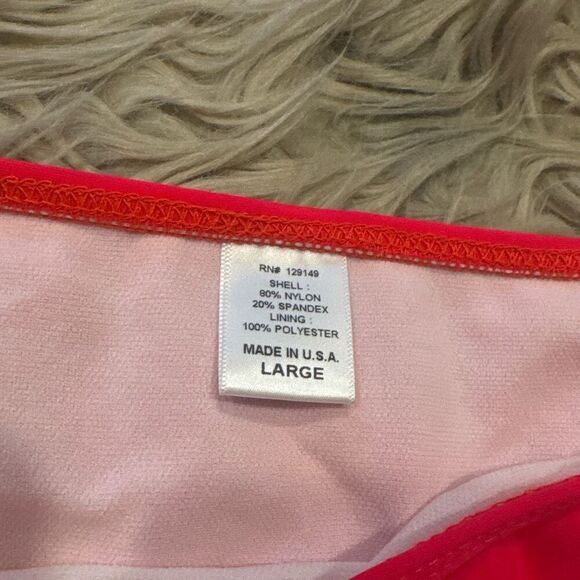 RN# 129149
SHELL :
80% NYLON
20% SPANDEX
LINING :
100% POLYESTER
MADE IN U.S.A.
LARGE